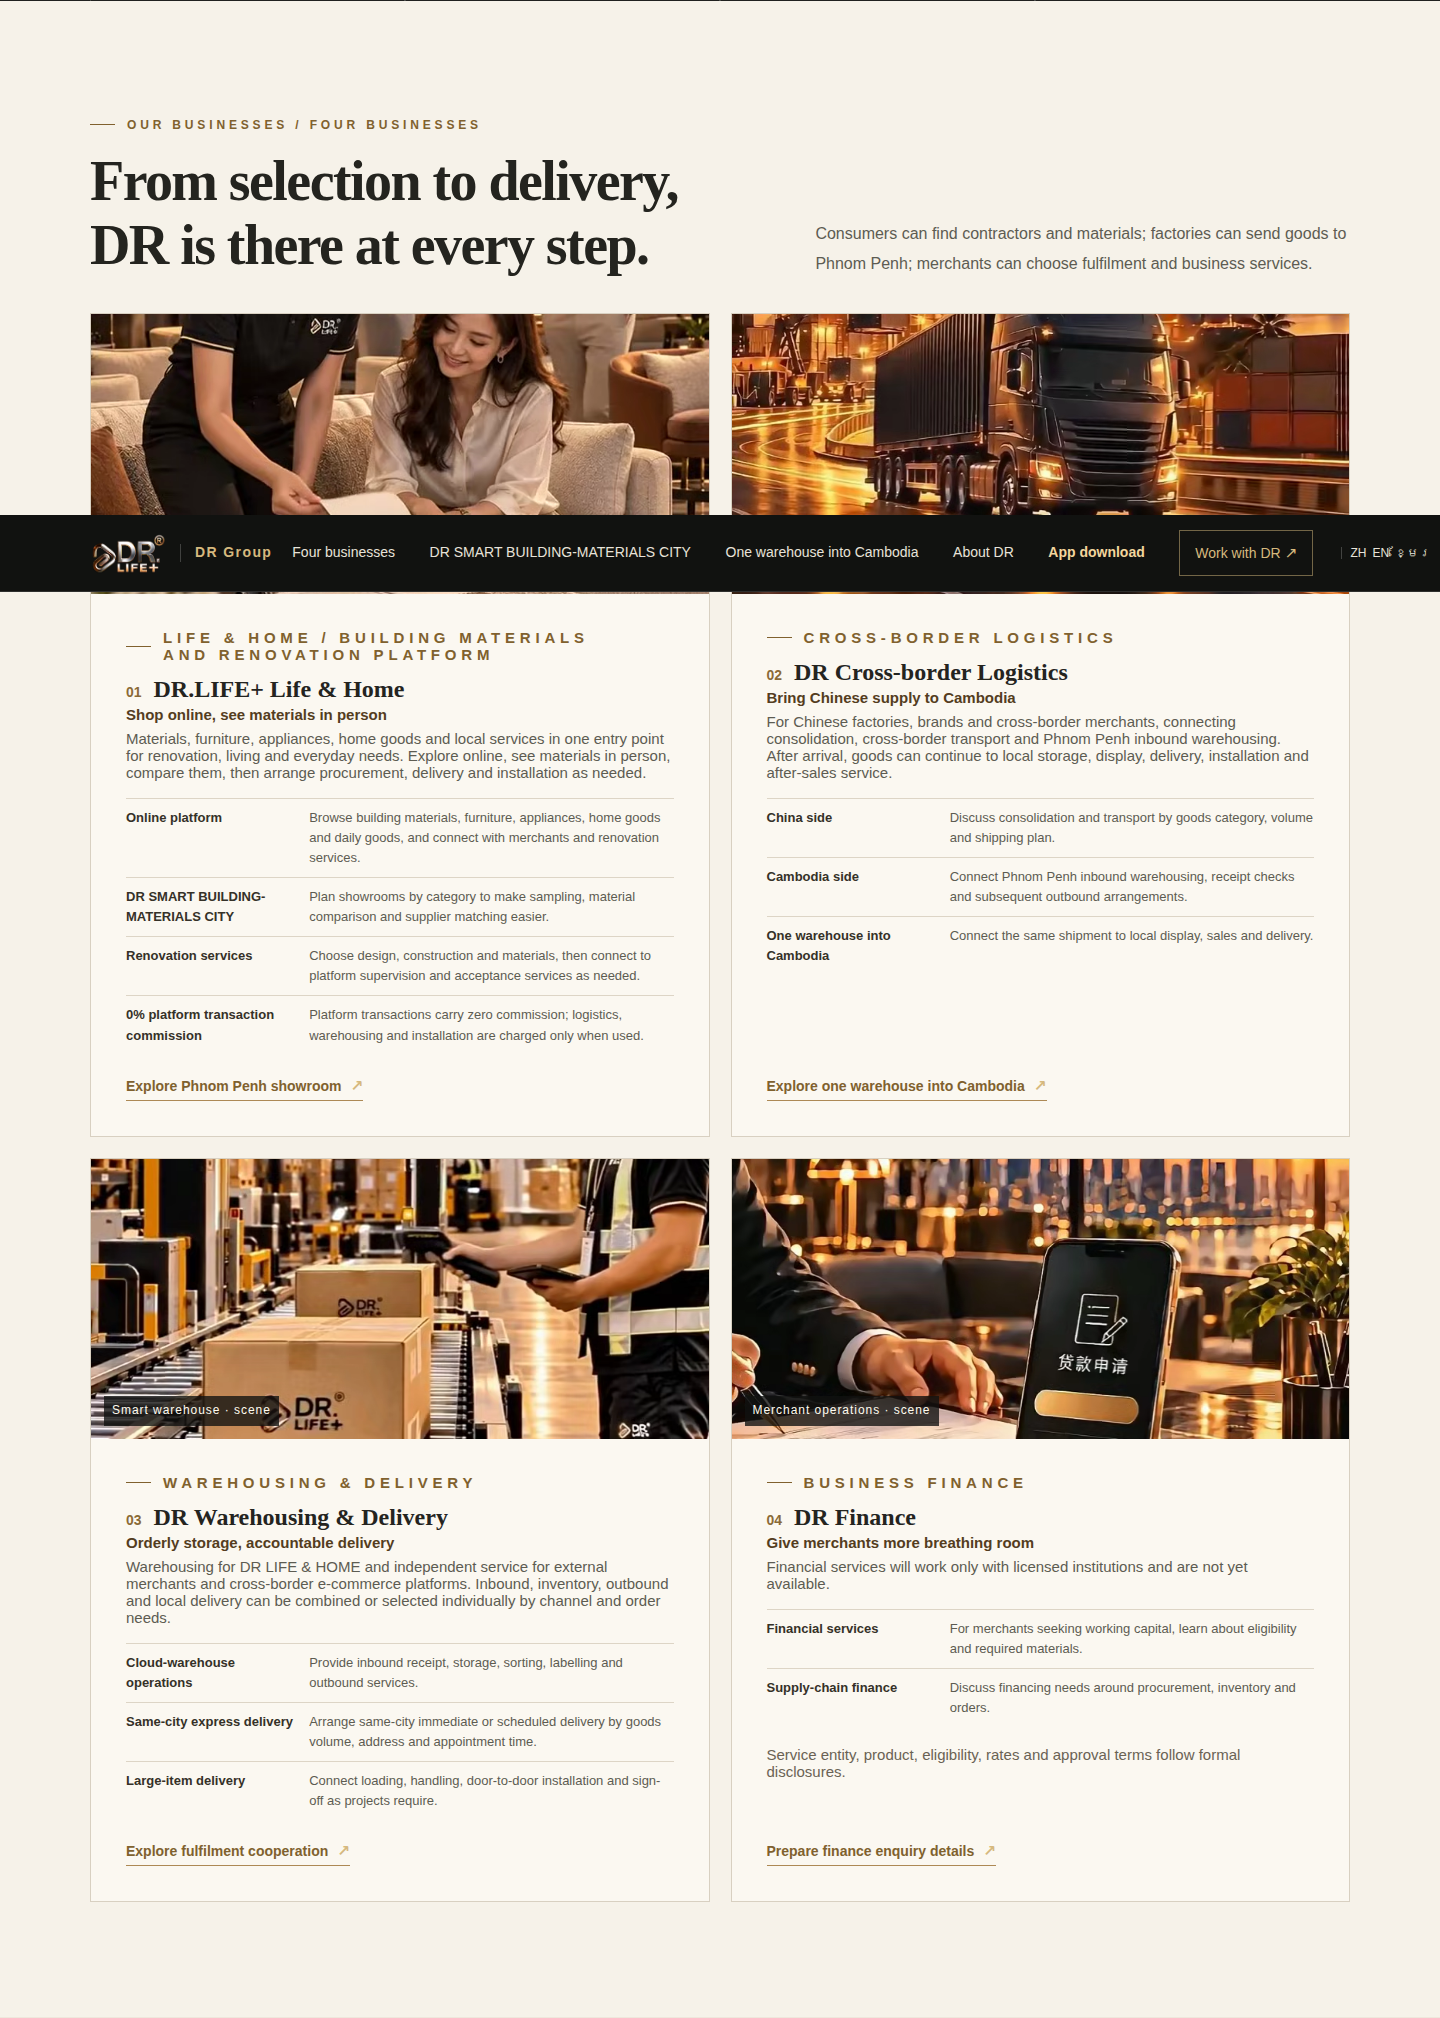 OUR BUSINESSES / FOUR BUSINESSES
From selection to delivery,
DR is there at every step.
Consumers can find contractors and materials; factories can send goods to
Phnom Penh; merchants can choose fulfilment and business services.
DR.
LIFE+
DR.® LIFE+
DR Group
Four businesses
DR SMART BUILDING-MATERIALS CITY
One warehouse into Cambodia
About DR
App download
Work with DR ↗
ZH EN
LIFE & HOME / BUILDING MATERIALS
AND RENOVATION PLATFORM
01 DR.LIFE+ Life & Home
Shop online, see materials in person
Materials, furniture, appliances, home goods and local services in one entry point
for renovation, living and everyday needs. Explore online, see materials in person,
compare them, then arrange procurement, delivery and installation as needed.
Online platform
Browse building materials, furniture, appliances, home goods
and daily goods, and connect with merchants and renovation
services.
DR SMART BUILDING-
MATERIALS CITY
Plan showrooms by category to make sampling, material
comparison and supplier matching easier.
Renovation services
Choose design, construction and materials, then connect to
platform supervision and acceptance services as needed.
0% platform transaction
commission
Platform transactions carry zero commission; logistics,
warehousing and installation are charged only when used.
Explore Phnom Penh showroom ↗
CROSS-BORDER LOGISTICS
02 DR Cross-border Logistics
Bring Chinese supply to Cambodia
For Chinese factories, brands and cross-border merchants, connecting
consolidation, cross-border transport and Phnom Penh inbound warehousing.
After arrival, goods can continue to local storage, display, delivery, installation and
after-sales service.
China side
Discuss consolidation and transport by goods category, volume
and shipping plan.
Cambodia side
Connect Phnom Penh inbound warehousing, receipt checks
and subsequent outbound arrangements.
One warehouse into
Cambodia
Connect the same shipment to local display, sales and delivery.
Explore one warehouse into Cambodia ↗
DR.
LIFE+
DR.
LIFE+
DR.
Smart warehouse · scene
贷款申请
Merchant operations · scene
WAREHOUSING & DELIVERY
03 DR Warehousing & Delivery
Orderly storage, accountable delivery
Warehousing for DR LIFE & HOME and independent service for external
merchants and cross-border e-commerce platforms. Inbound, inventory, outbound
and local delivery can be combined or selected individually by channel and order
needs.
Cloud-warehouse
operations
Provide inbound receipt, storage, sorting, labelling and
outbound services.
Same-city express delivery
Arrange same-city immediate or scheduled delivery by goods
volume, address and appointment time.
Large-item delivery
Connect loading, handling, door-to-door installation and sign-
off as projects require.
Explore fulfilment cooperation ↗
BUSINESS FINANCE
04 DR Finance
Give merchants more breathing room
Financial services will work only with licensed institutions and are not yet
available.
Financial services
For merchants seeking working capital, learn about eligibility
and required materials.
Supply-chain finance
Discuss financing needs around procurement, inventory and
orders.
Service entity, product, eligibility, rates and approval terms follow formal
disclosures.
Prepare finance enquiry details ↗